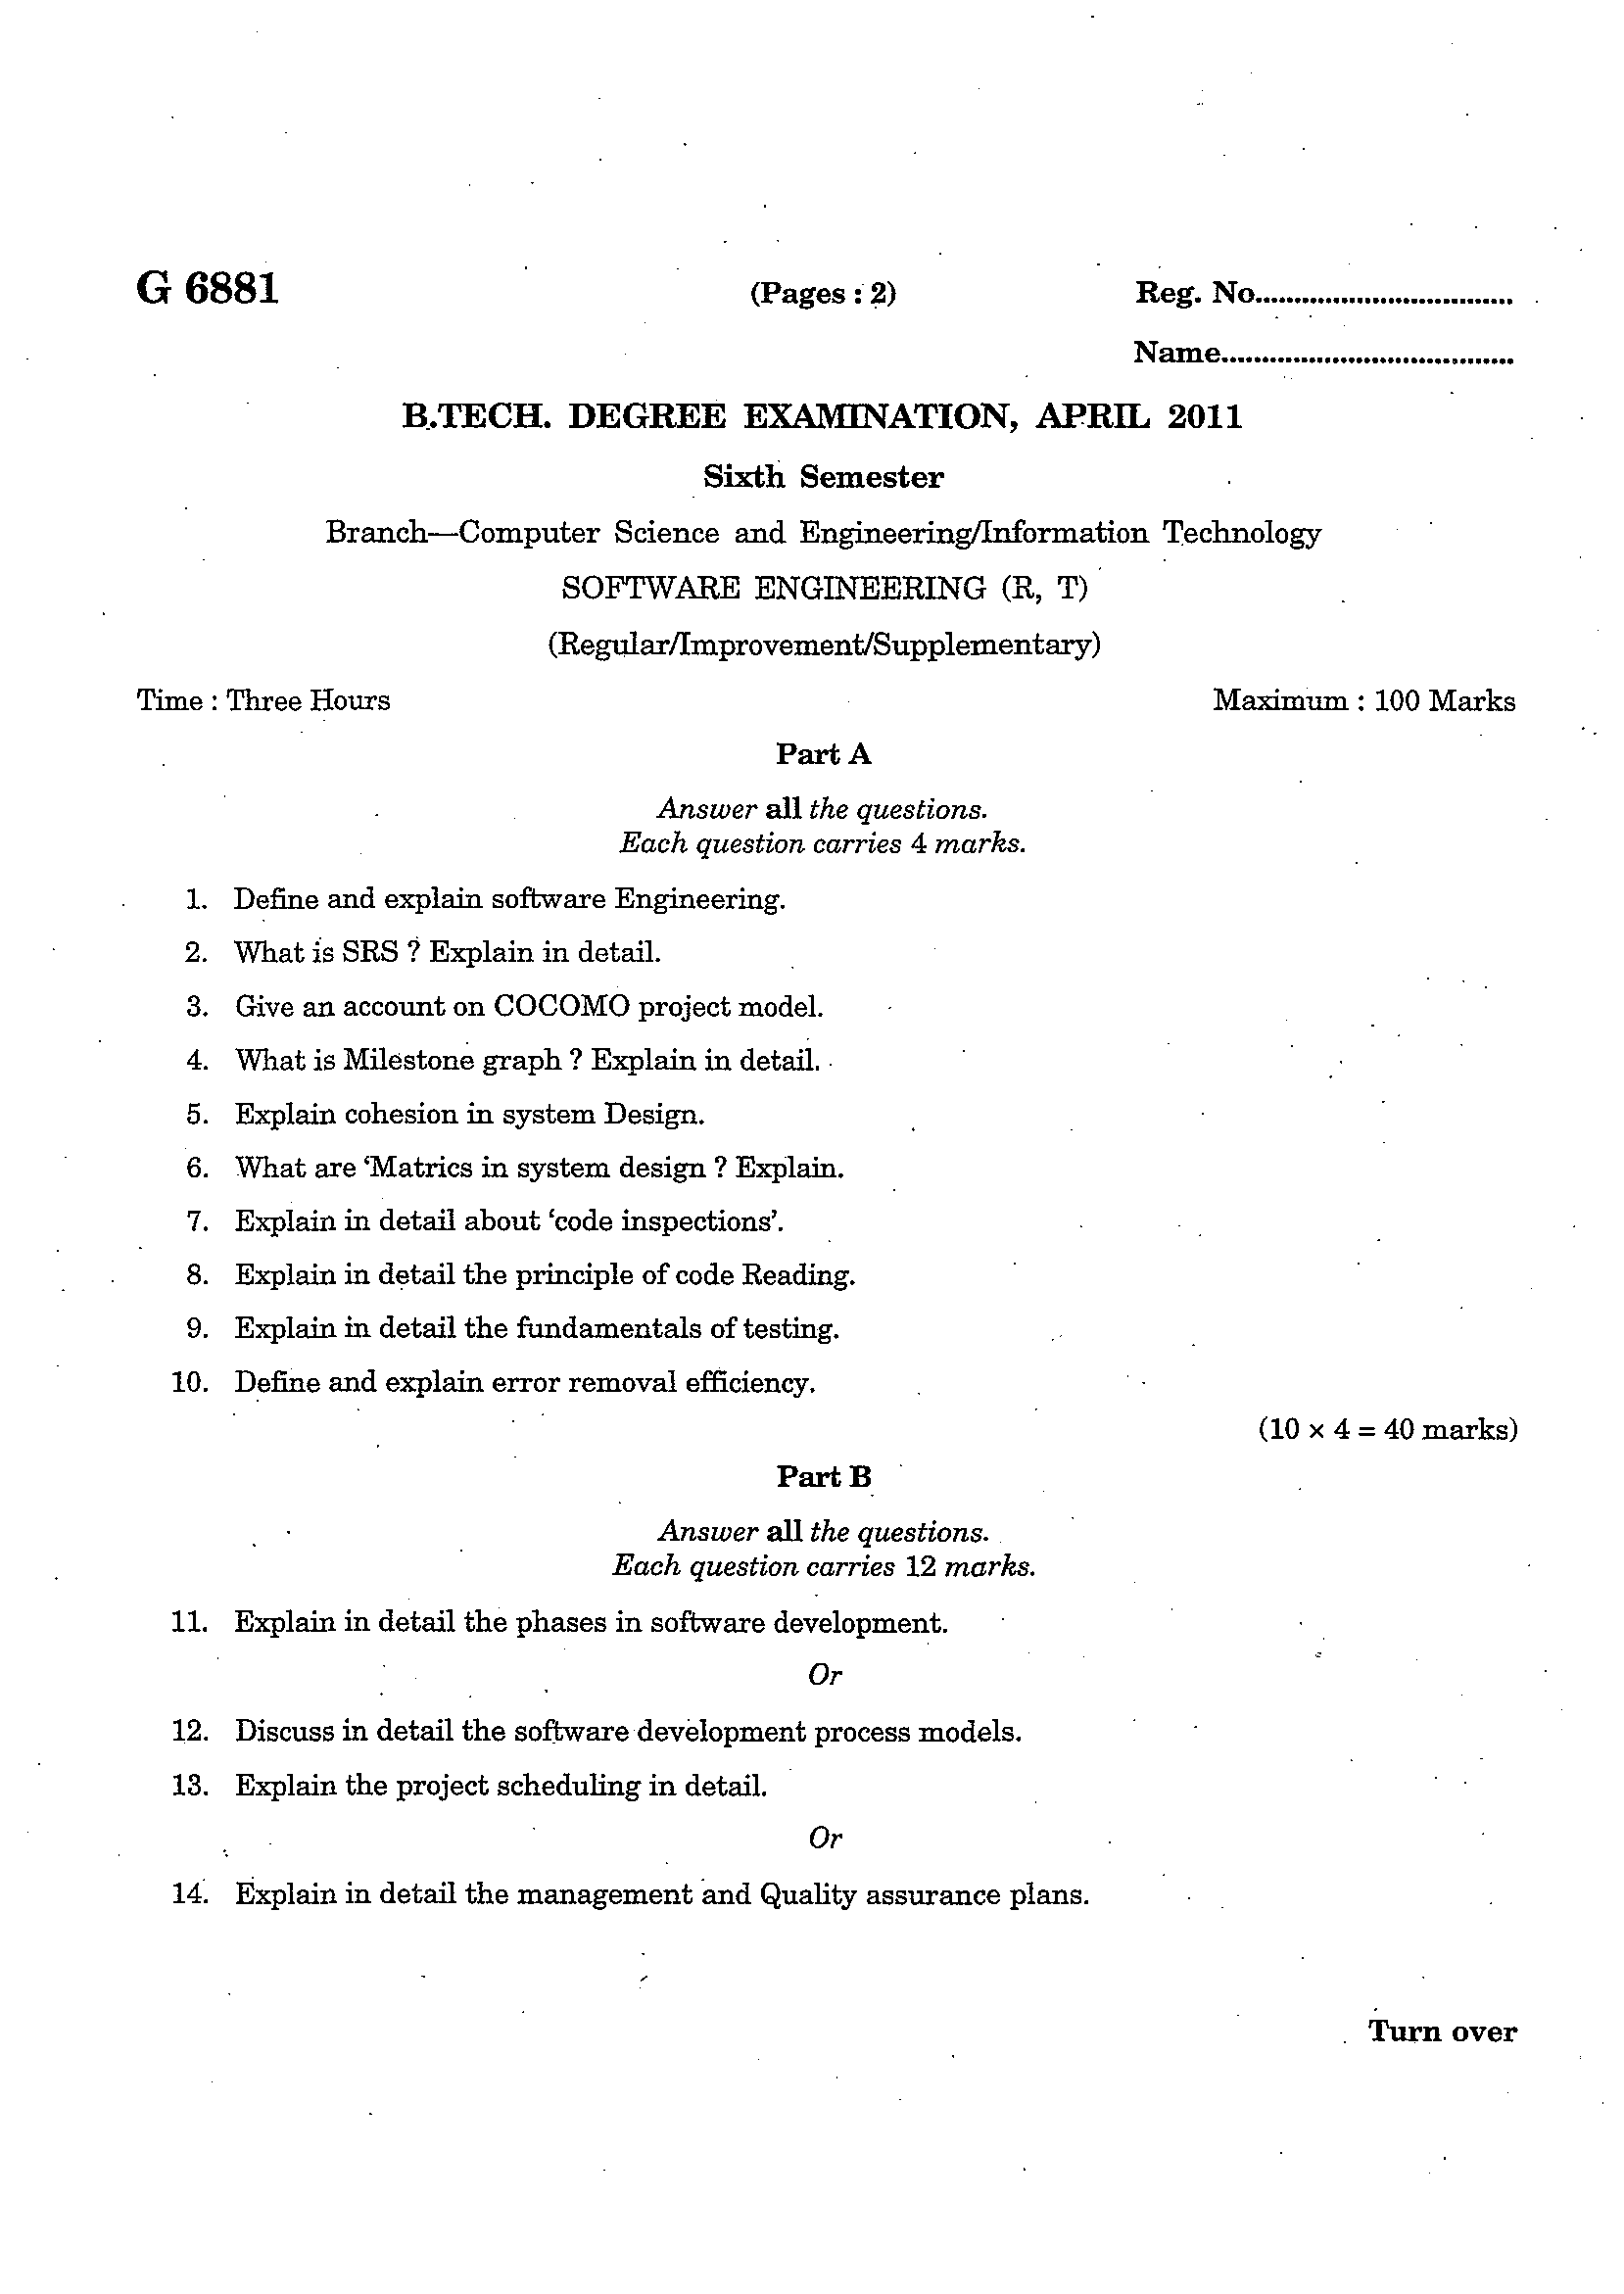 G 6881
(Pages : 2)
Reg. No.................................
Name.....................................
B.TECH. DEGREE EXAMINATION, APRIL 2011
Sixth Semester
Branch—Computer Science and Engineering/Information Technology
SOFTWARE ENGINEERING (R, T)
(Regular/Improvement/Supplementary)
Time : Three Hours
Maximum : 100 Marks
Part A
Answer all the questions.
Each question carries 4 marks.
1. Define and explain software Engineering.
2. What is SRS ? Explain in detail.
3. Give an account on COCOMO project model.
4. What is Milestone graph ? Explain in detail.
5. Explain cohesion in system Design.
6. What are ‘Matrics in system design ? Explain.
7. Explain in detail about ‘code inspections’.
8. Explain in detail the principle of code Reading.
9. Explain in detail the fundamentals of testing.
10. Define and explain error removal efficiency.
(10 × 4 = 40 marks)
Part B
Answer all the questions.
Each question carries 12 marks.
11. Explain in detail the phases in software development.
Or
12. Discuss in detail the software development process models.
13. Explain the project scheduling in detail.
Or
14. Explain in detail the management and Quality assurance plans.
Turn over